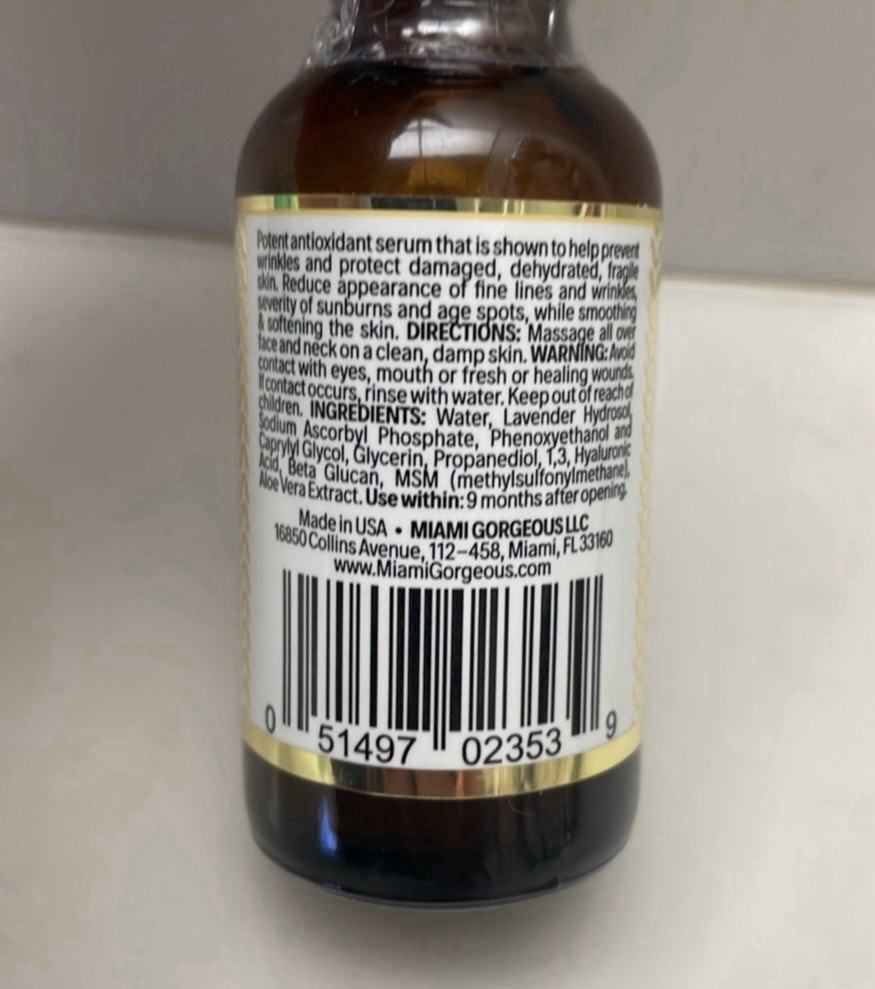 Potent antioxidant serum that is shown to help prevent
wrinkles and protect damaged, dehydrated, fragile
skin. Reduce appearance of fine lines and wrinkles,
severity of sunburns and age spots, while smoothing
& softening the skin. DIRECTIONS: Massage all over
face and neck on a clean, damp skin. WARNING: Avoid
contact with eyes, mouth or fresh or healing wounds.
If contact occurs, rinse with water. Keep out of reach of
children. INGREDIENTS: Water, Lavender Hydrosol,
Sodium Ascorbyl Phosphate, Phenoxyethanol and
Caprylyl Glycol, Glycerin, Propanediol, 1,3, Hyaluronic
Acid, Beta Glucan, MSM (methylsulfonylmethane),
Aloe Vera Extract. Use within: 9 months after opening.
Made in USA • MIAMI GORGEOUS LLC
16850 Collins Avenue, 112-458, Miami, FL 33160
www.MiamiGorgeous.com
0 51497 02353 9